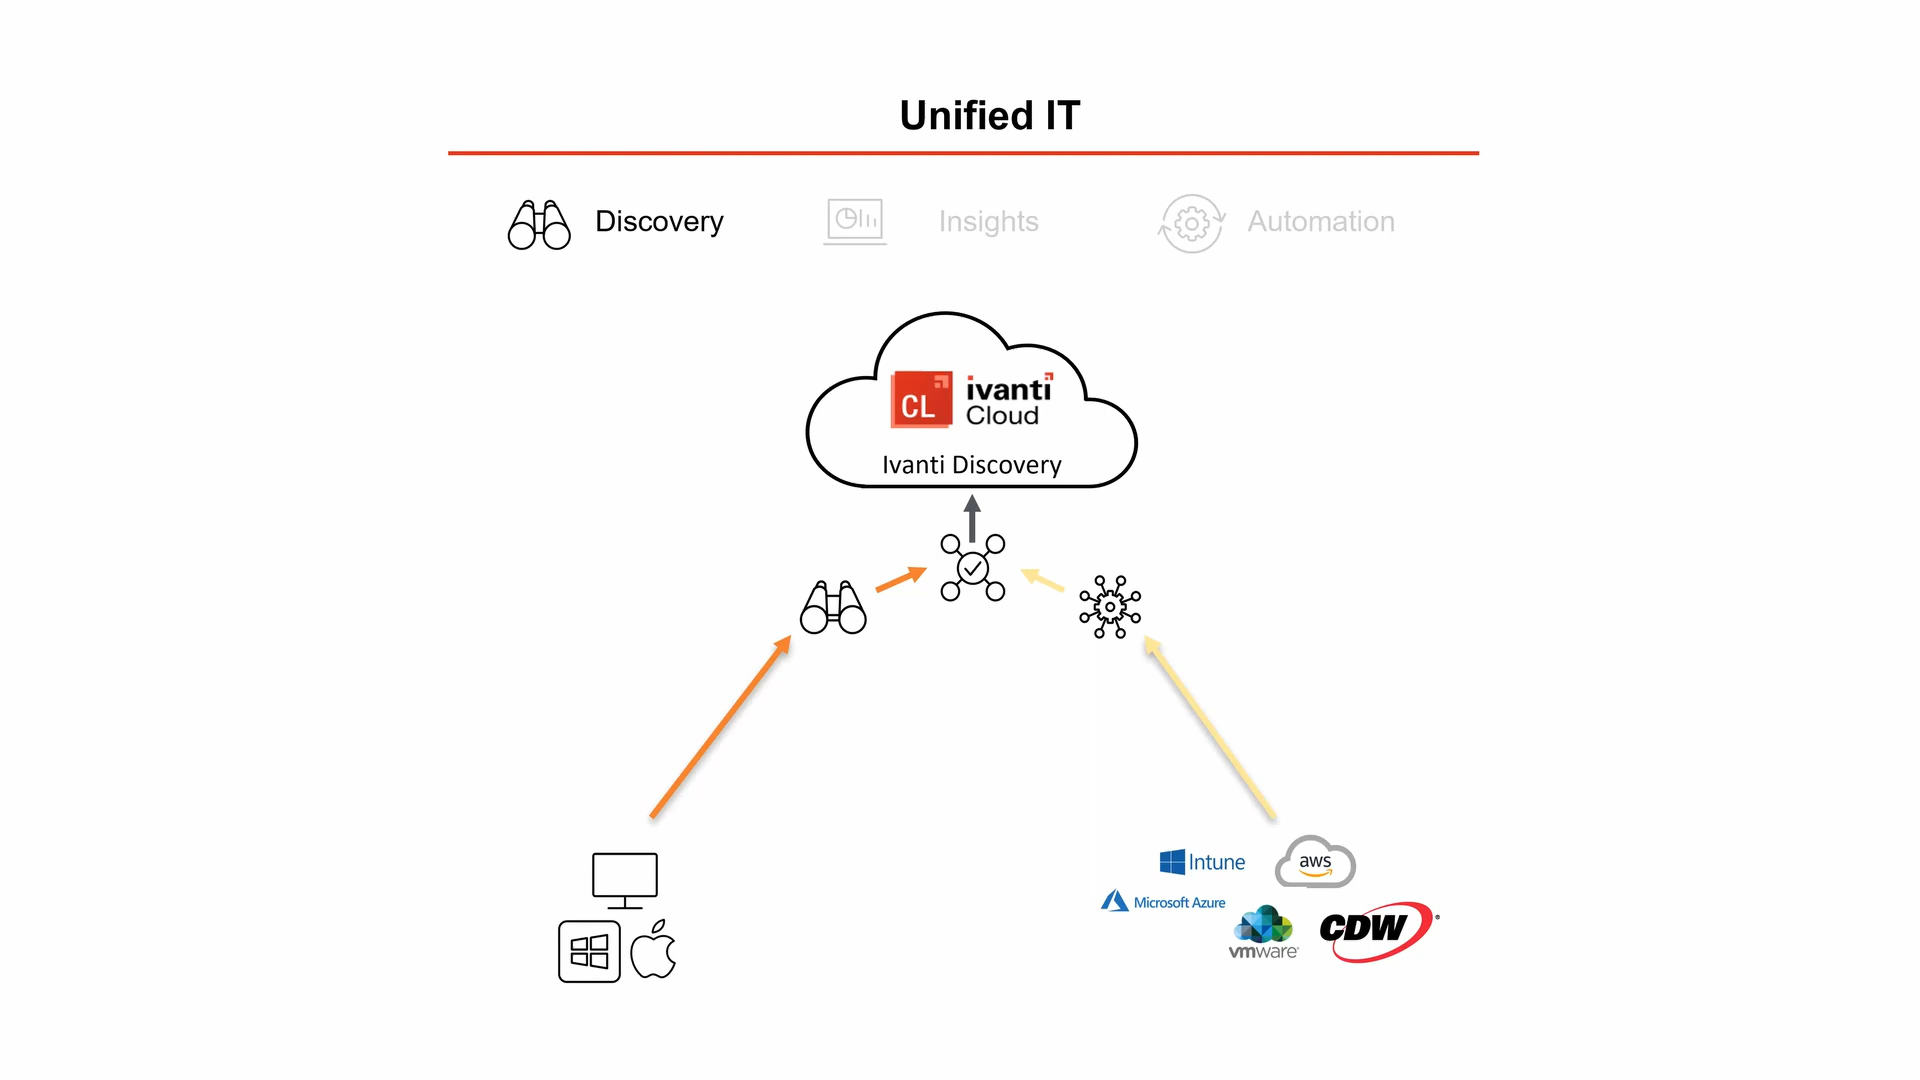 Unified IT
Discovery
Insights
Automation
CL
ivanti
Cloud
Ivanti Discovery
Intune
aws
Microsoft Azure
vmware
CDW